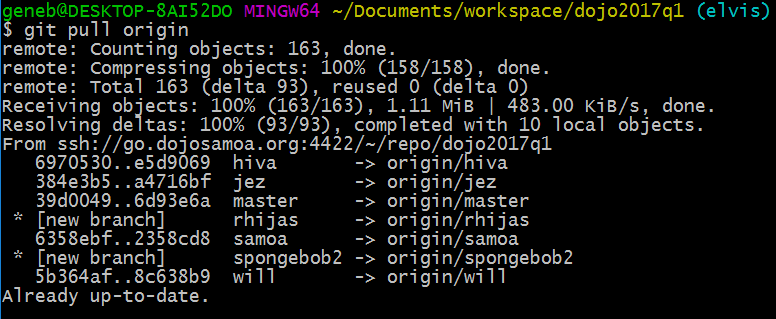 geneb@DESKTOP-8AI52DO MINGW64 ~/Documents/workspace/dojo2017q1 (elvis)
$ git pull origin
remote: Counting objects: 163, done.
remote: Compressing objects: 100% (158/158), done.
remote: Total 163 (delta 93), reused 0 (delta 0)
Receiving objects: 100% (163/163), 1.11 MiB | 483.00 KiB/s, done.
Resolving deltas: 100% (93/93), completed with 10 local objects.
From ssh://go.dojosamoa.org:4422/~/repo/dojo2017q1
   6970530..e5d9069  hiva       -> origin/hiva
   384e3b5..a4716bf  jez        -> origin/jez
   39d0049..6d93e6a  master     -> origin/master
 * [new branch]      rhijas     -> origin/rhijas
   6358ebf..2358cd8  samoa      -> origin/samoa
 * [new branch]      spongebob2 -> origin/spongebob2
   5b364af..8c638b9  will       -> origin/will
Already up-to-date.